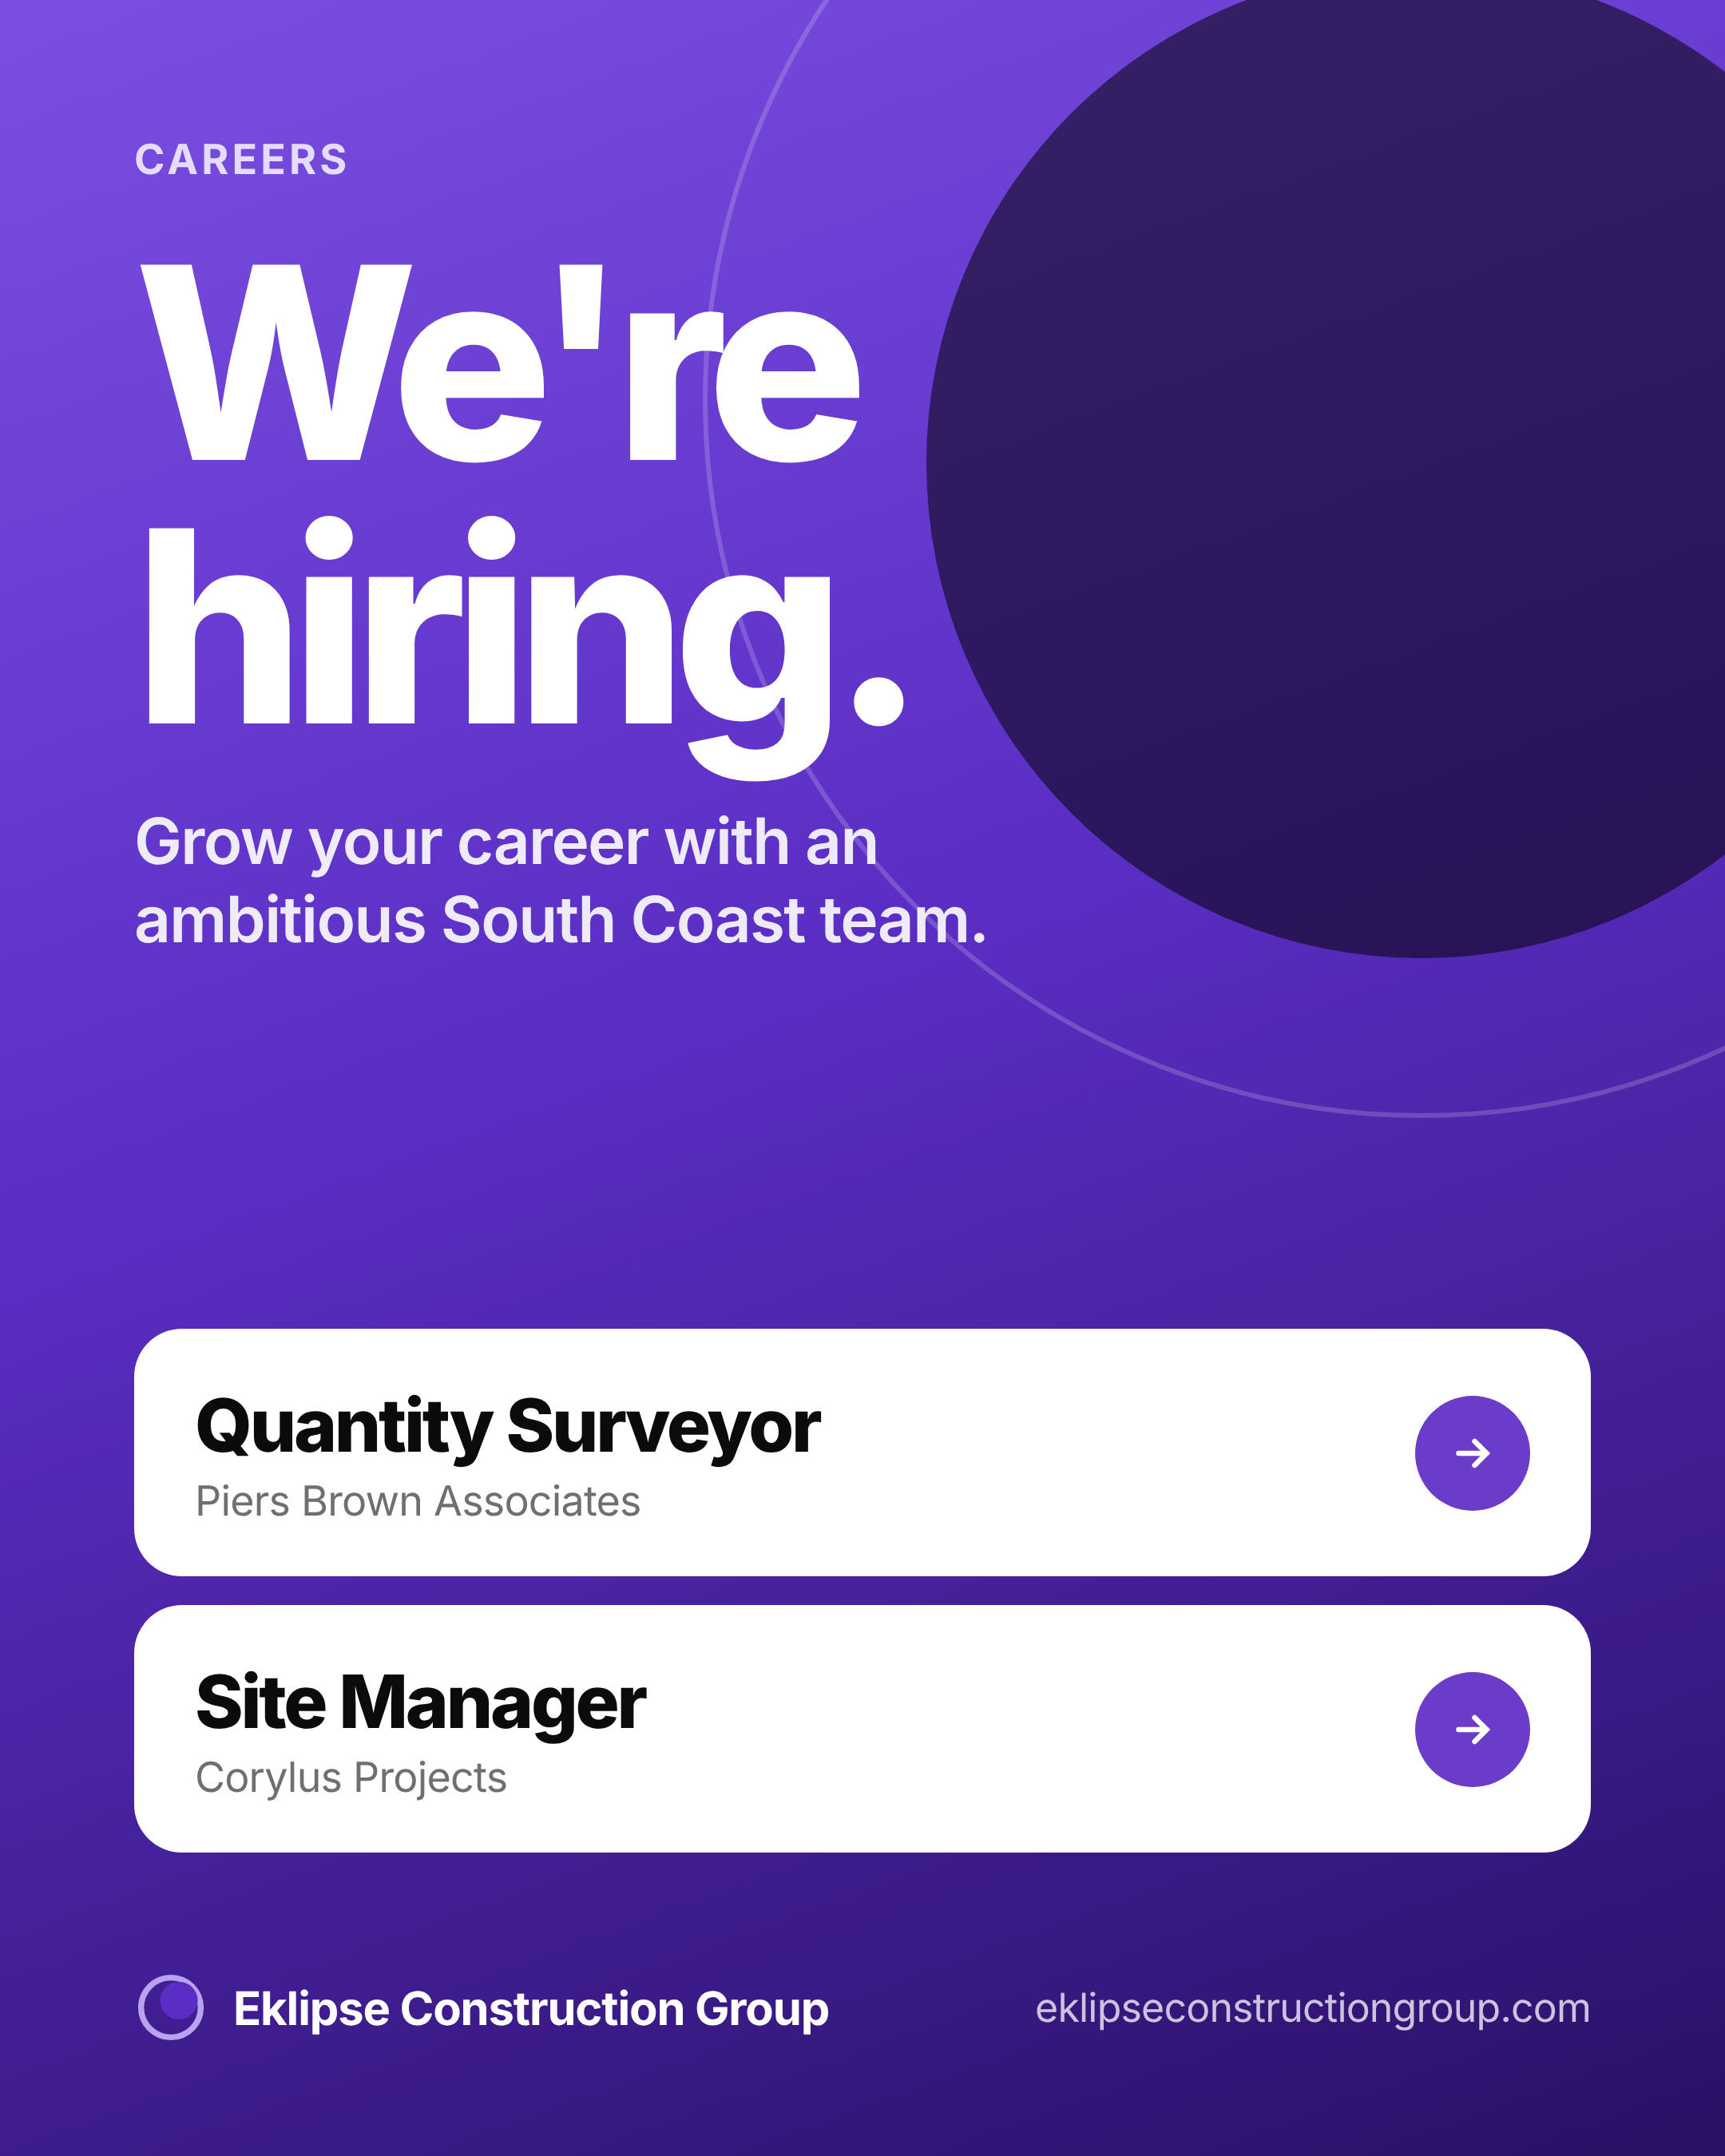 CAREERS
We're
hiring.
Grow your career with an
ambitious South Coast team.
Quantity Surveyor
Piers Brown Associates
Site Manager
Corylus Projects
Eklipse Construction Group
eklipseconstructiongroup.com